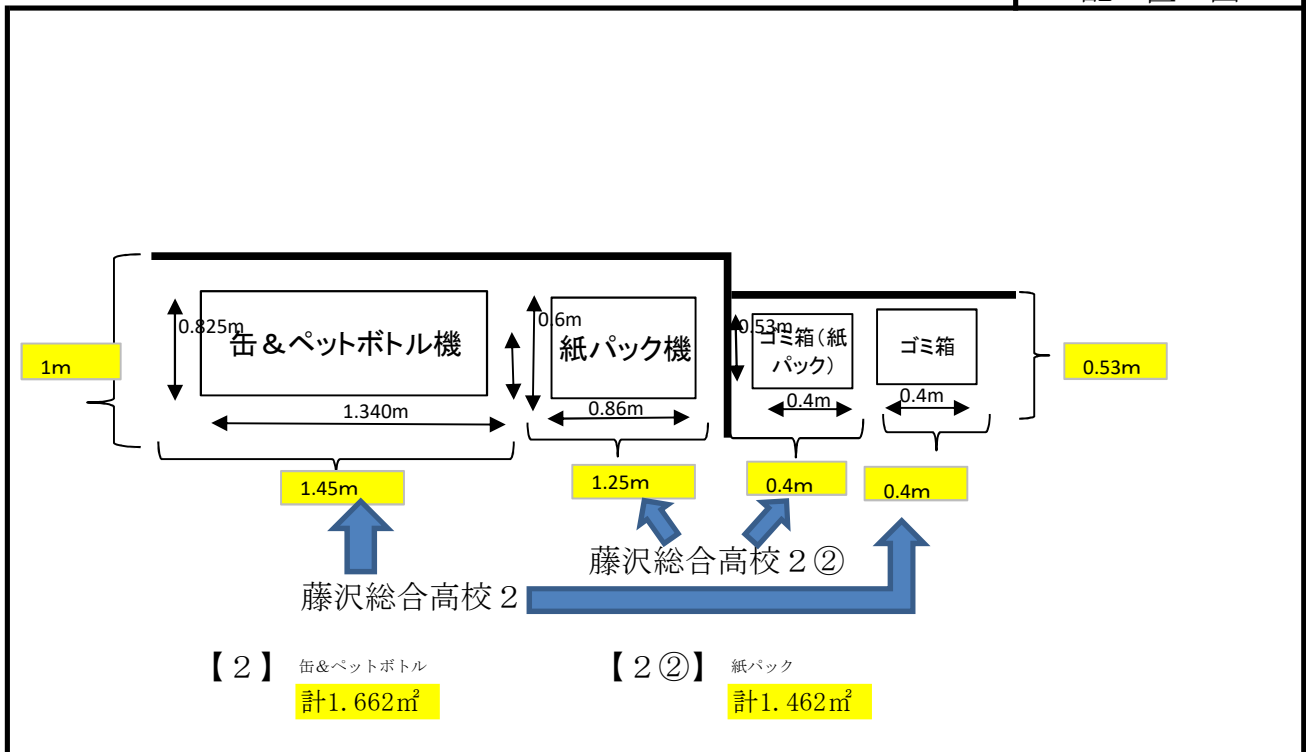 0.825m
缶＆ペットボトル機
0.6m
紙パック機
0.53m
ゴミ箱（紙
パック）
ゴミ箱
1m
0.53m
1.340m
0.86m
0.4m
0.4m
1.45m
1.25m
0.4m
0.4m
藤沢総合高校２②
藤沢総合高校２
【２】 缶&ペットボトル
計1.662㎡
【２②】 紙パック
計1.462㎡